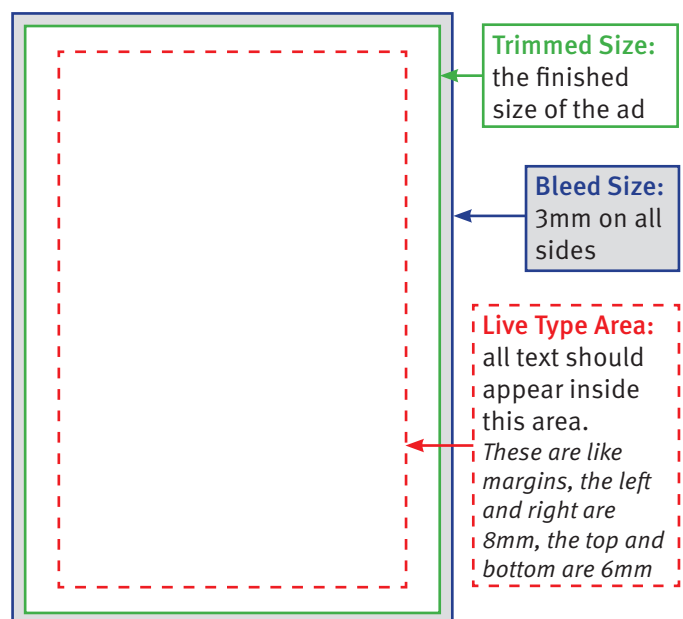 Trimmed Size:
the finished
size of the ad
Bleed Size:
3mm on all
sides
Live Type Area:
all text should
appear inside
this area.
These are like
margins, the left
and right are
8mm, the top and
bottom are 6mm